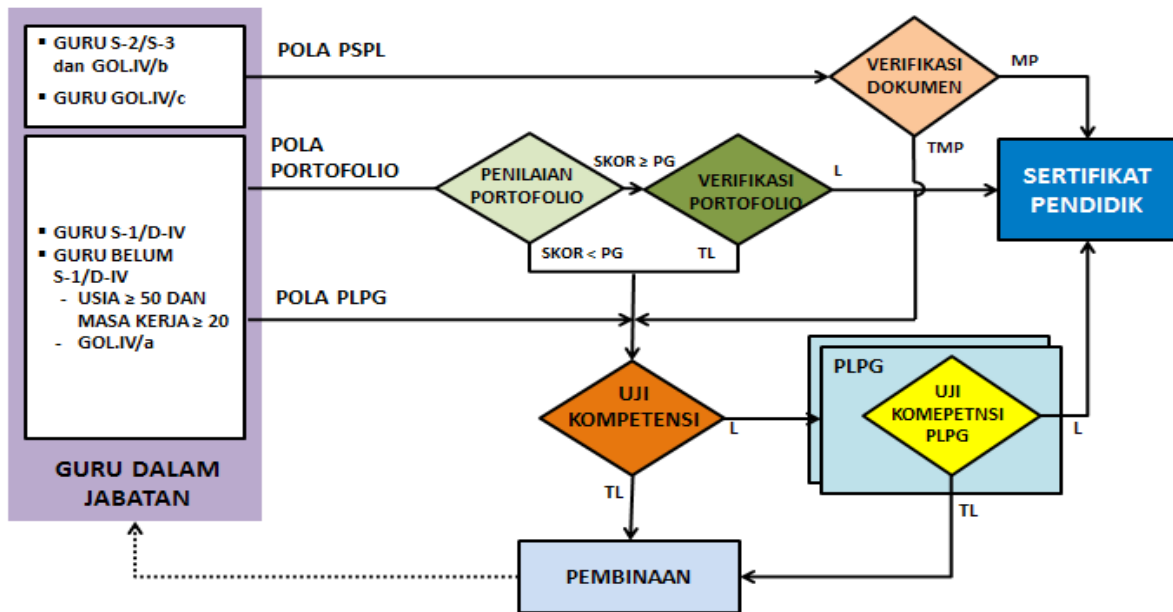 ▪ GURU S-2/S-3
dan GOL.IV/b
▪ GURU GOL.IV/c
POLA PSPL
VERIFIKASI
DOKUMEN
MP
TMP
POLA
PORTOFOLIO
PENILAIAN
PORTOFOLIO
SKOR ≥ PG
VERIFIKASI
PORTOFOLIO
L
SERTIFIKAT
PENDIDIK
SKOR < PG
TL
▪ GURU S-1/D-IV
▪ GURU BELUM
S-1/D-IV
- USIA ≥ 50 DAN
MASA KERJA ≥ 20
- GOL.IV/a
POLA PLPG
UJI
KOMPETENSI
L
TL
PLPG
UJI
KOMEPETNSI
PLPG
L
TL
GURU DALAM
JABATAN
PEMBINAAN